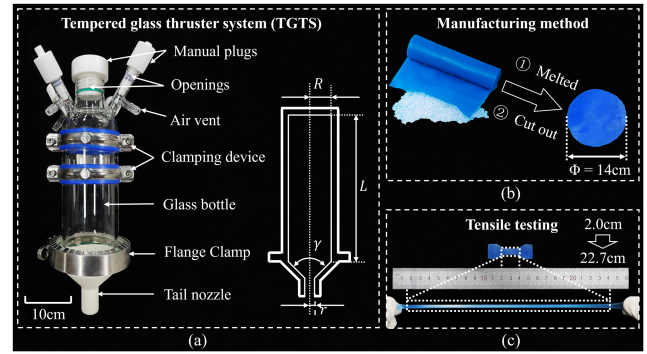 Tempered glass thruster system (TGTS)
Manual plugs
Openings
Air vent
Clamping device
Glass bottle
Flange Clamp
Tail nozzle
10cm
R
L
γ
r
(a)
Manufacturing method
① Melted
② Cut out
Φ = 14cm
(b)
Tensile testing
2.0cm
22.7cm
(c)